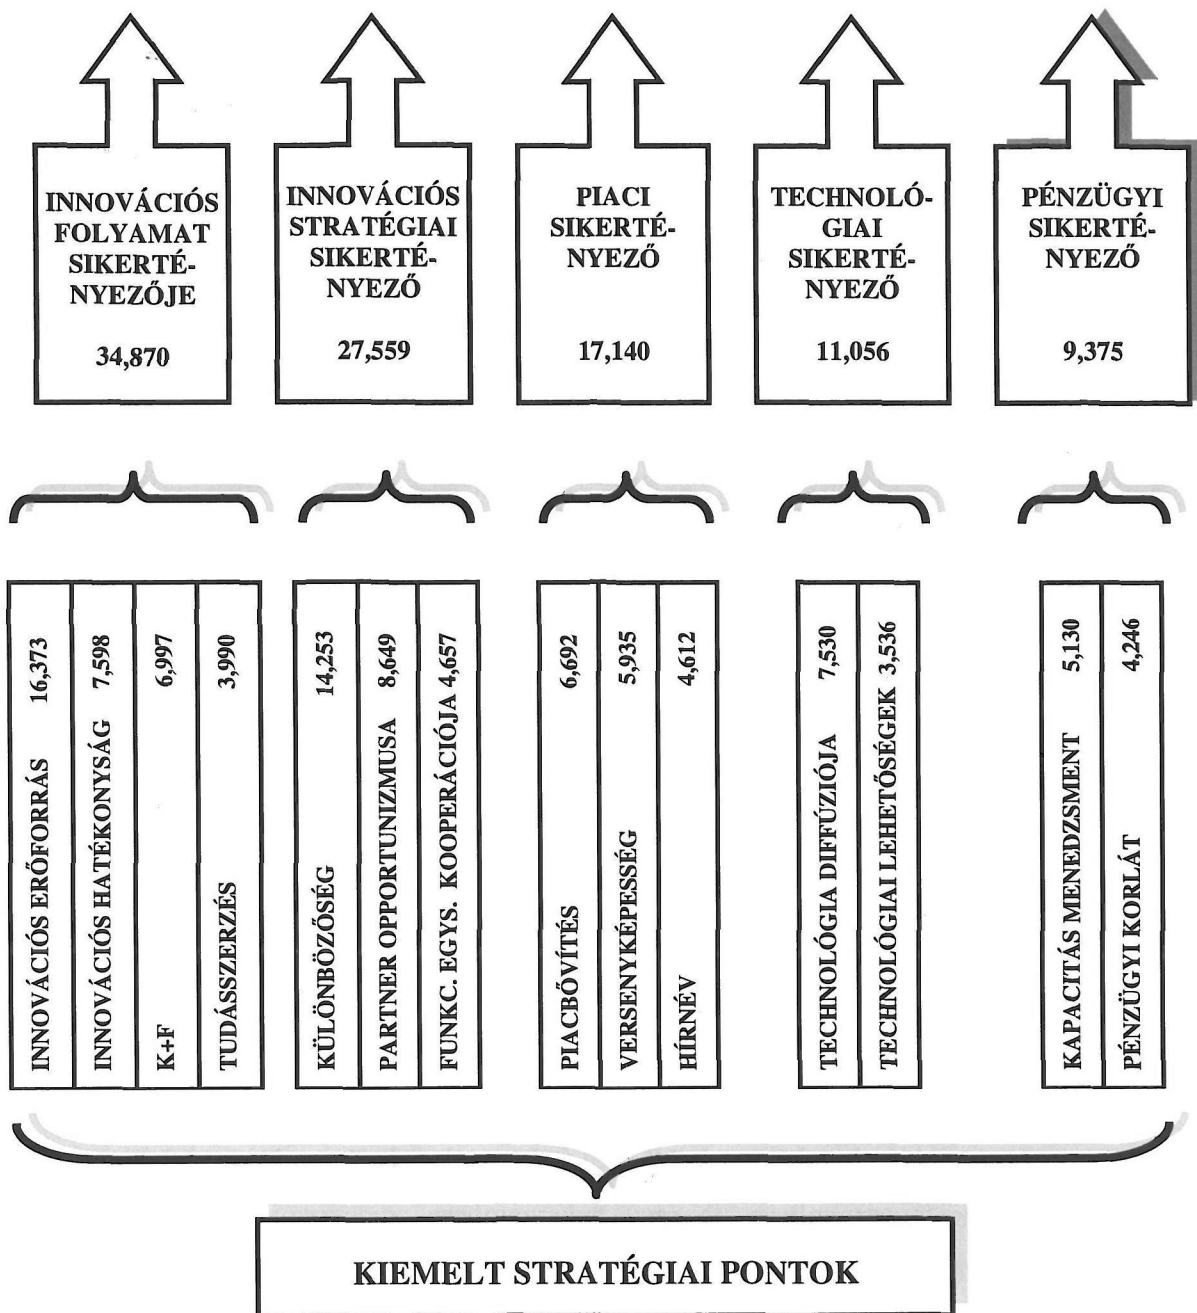 INNOVÁCIÓS
FOLYAMAT
SIKERTÉ-
NYEZŐJE
34,870
INNOVÁCIÓS
STRATÉGIAI
SIKERTÉ-
NYEZŐ
27,559
PIACI
SIKERTÉ-
NYEZŐ
17,140
TECHNOLÓ-
GIAI
SIKERTÉ-
NYEZŐ
11,056
PÉNZÜGYI
SIKERTÉ-
NYEZŐ
9,375
INNOVÁCIÓS ERŐFORRÁS 16,373
INNOVÁCIÓS HATÉKONYSÁG 7,598
K+F 6,997
TUDÁSSZERZÉS 3,990
KÜLÖNBÖZŐSÉG 14,253
PARTNER OPPORTUNIZMUSA 8,649
FUNKC. EGYS. KOOPERÁCIÓJA 4,657
PIACBŐVÍTÉS 6,692
VERSENYKÉPESSÉG 5,935
HÍRNÉV 4,612
TECHNOLÓGIA DIFFÚZIÓJA 7,530
TECHNOLÓGIAI LEHETŐSÉGEK 3,536
KAPACITÁS MENEDZSMENT 5,130
PÉNZÜGYI KORLÁT 4,246
KIEMELT STRATÉGIAI PONTOK